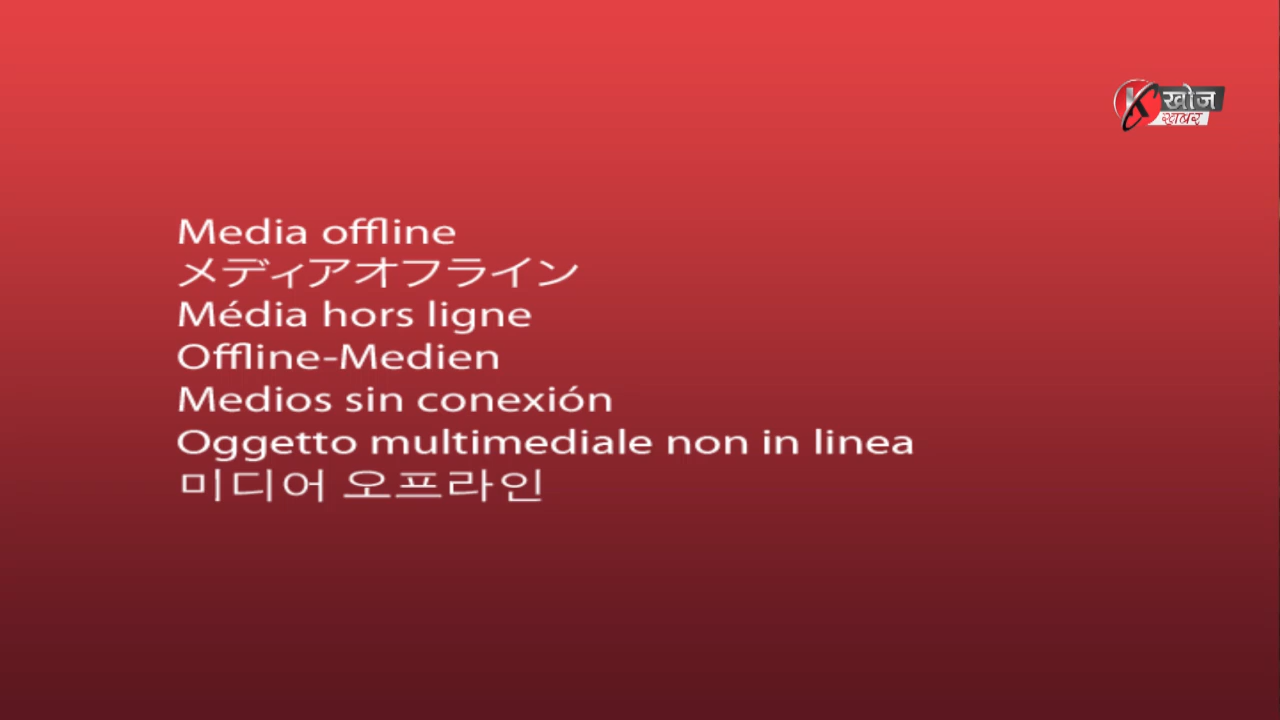 खोज
खबर
Media offline
メディアオフライン
Média hors ligne
Offline-Medien
Medios sin conexión
Oggetto multimediale non in linea
미디어 오프라인